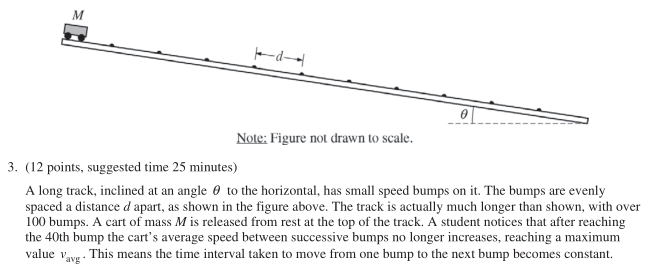 M
d
θ
Note: Figure not drawn to scale.
3. (12 points, suggested time 25 minutes)
A long track, inclined at an angle θ to the horizontal, has small speed bumps on it. The bumps are evenly
spaced a distance d apart, as shown in the figure above. The track is actually much longer than shown, with over
100 bumps. A cart of mass M is released from rest at the top of the track. A student notices that after reaching
the 40th bump the cart's average speed between successive bumps no longer increases, reaching a maximum
value vavg. This means the time interval taken to move from one bump to the next bump becomes constant.